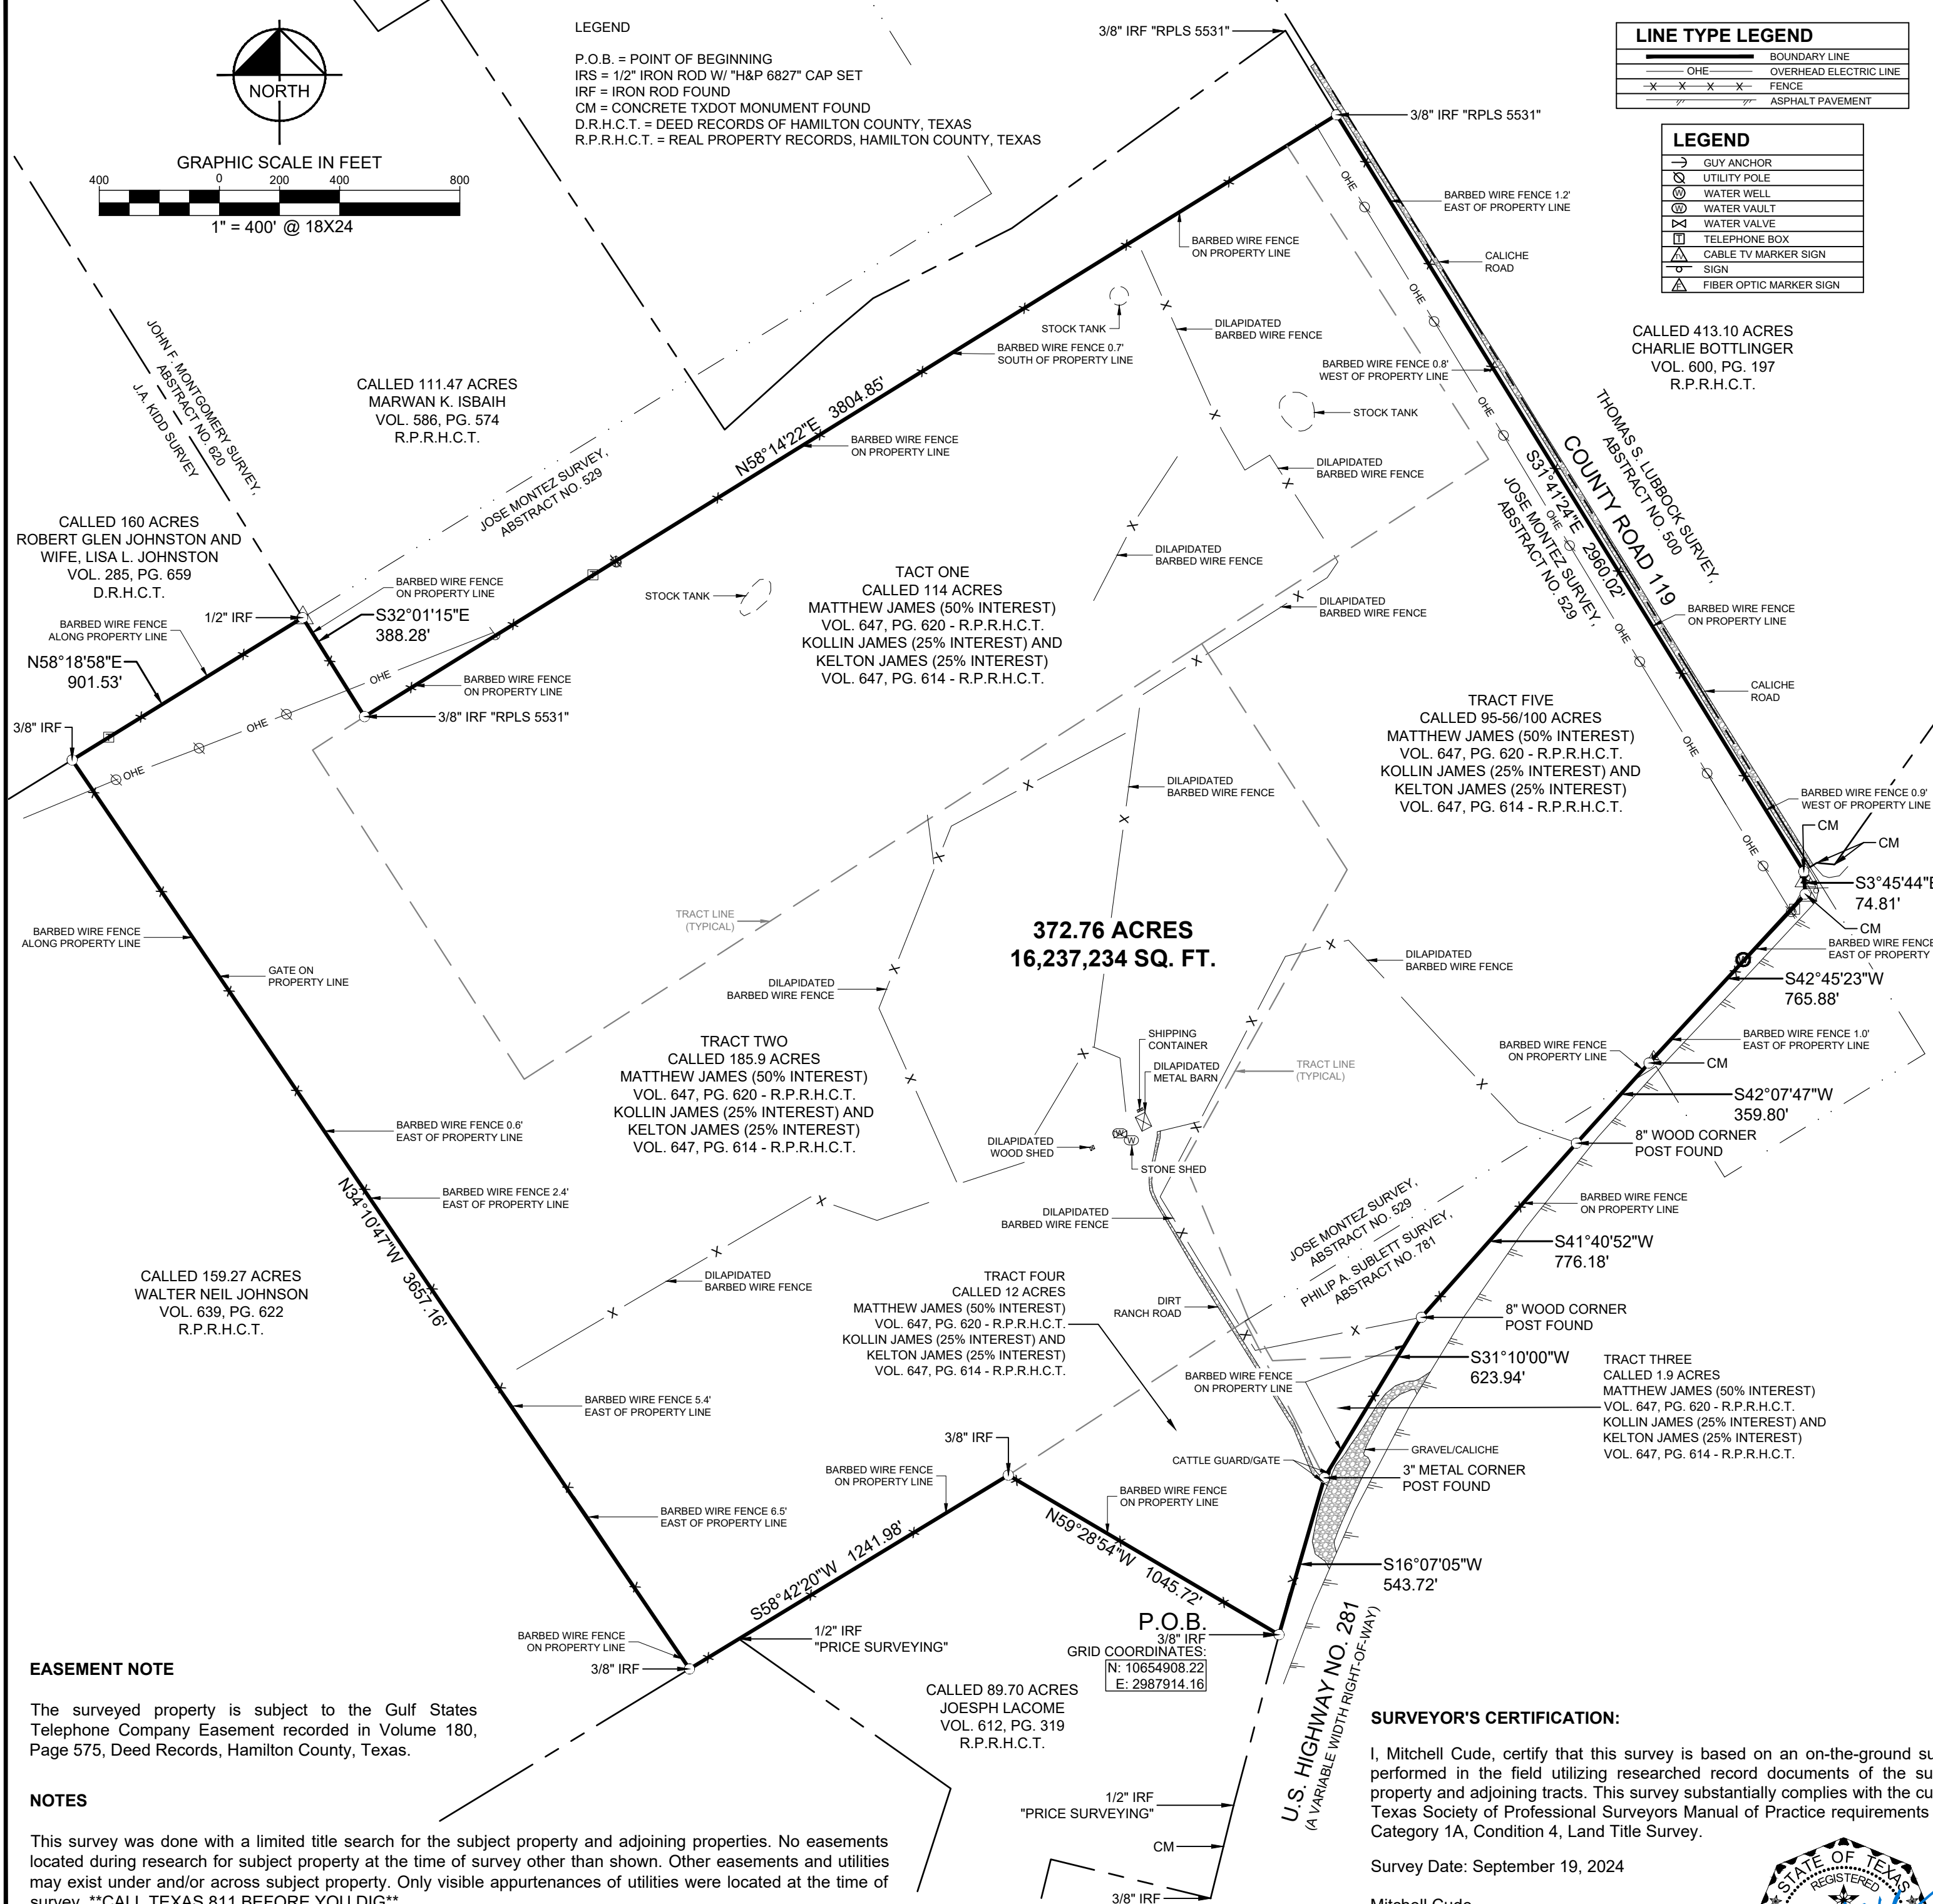 NORTH
GRAPHIC SCALE IN FEET
400 0 200 400 800
1" = 400' @ 18X24
LEGEND
P.O.B. = POINT OF BEGINNING
IRS = 1/2" IRON ROD W/ "H&P 6827" CAP SET
IRF = IRON ROD FOUND
CM = CONCRETE TXDOT MONUMENT FOUND
D.R.H.C.T. = DEED RECORDS OF HAMILTON COUNTY, TEXAS
R.P.R.H.C.T. = REAL PROPERTY RECORDS, HAMILTON COUNTY, TEXAS
3/8" IRF "RPLS 5531"
3/8" IRF "RPLS 5531"
LINE TYPE LEGEND
BOUNDARY LINE
OHE OVERHEAD ELECTRIC LINE
X X X X FENCE
ASPHALT PAVEMENT
LEGEND
GUY ANCHOR
UTILITY POLE
W WATER WELL
W WATER VAULT
WATER VALVE
T TELEPHONE BOX
TV CABLE TV MARKER SIGN
SIGN
F FIBER OPTIC MARKER SIGN
BARBED WIRE FENCE 1.2'
EAST OF PROPERTY LINE
CALICHE
ROAD
BARBED WIRE FENCE
ON PROPERTY LINE
STOCK TANK
DILAPIDATED
BARBED WIRE FENCE
BARBED WIRE FENCE 0.7'
SOUTH OF PROPERTY LINE
BARBED WIRE FENCE 0.8'
WEST OF PROPERTY LINE
STOCK TANK
CALLED 413.10 ACRES
CHARLIE BOTTLINGER
VOL. 600, PG. 197
R.P.R.H.C.T.
JOHN F. MONTGOMERY SURVEY,
ABSTRACT NO. 620
J.A. KIDD SURVEY
CALLED 111.47 ACRES
MARWAN K. ISBAIH
VOL. 586, PG. 574
R.P.R.H.C.T.
N58°14'22"E 3804.85'
BARBED WIRE FENCE
ON PROPERTY LINE
JOSE MONTEZ SURVEY,
ABSTRACT NO. 529
DILAPIDATED
BARBED WIRE FENCE
THOMAS S. LUBBOCK SURVEY,
ABSTRACT NO. 500
COUNTY ROAD 119
S31°41'24"E 2960.02'
JOSE MONTEZ SURVEY,
ABSTRACT NO. 529
OHE
OHE
OHE
OHE
OHE
OHE
OHE
OHE
CALLED 160 ACRES
ROBERT GLEN JOHNSTON AND
WIFE, LISA L. JOHNSTON
VOL. 285, PG. 659
D.R.H.C.T.
BARBED WIRE FENCE
ON PROPERTY LINE
1/2" IRF
S32°01'15"E
388.28'
BARBED WIRE FENCE
ALONG PROPERTY LINE
N58°18'58"E
901.53'
3/8" IRF
OHE
OHE
OHE
BARBED WIRE FENCE
ON PROPERTY LINE
3/8" IRF "RPLS 5531"
STOCK TANK
TACT ONE
CALLED 114 ACRES
MATTHEW JAMES (50% INTEREST)
VOL. 647, PG. 620 - R.P.R.H.C.T.
KOLLIN JAMES (25% INTEREST) AND
KELTON JAMES (25% INTEREST)
VOL. 647, PG. 614 - R.P.R.H.C.T.
DILAPIDATED
BARBED WIRE FENCE
DILAPIDATED
BARBED WIRE FENCE
BARBED WIRE FENCE
ON PROPERTY LINE
CALICHE
ROAD
TRACT FIVE
CALLED 95-56/100 ACRES
MATTHEW JAMES (50% INTEREST)
VOL. 647, PG. 620 - R.P.R.H.C.T.
KOLLIN JAMES (25% INTEREST) AND
KELTON JAMES (25% INTEREST)
VOL. 647, PG. 614 - R.P.R.H.C.T.
DILAPIDATED
BARBED WIRE FENCE
BARBED WIRE FENCE 0.9'
WEST OF PROPERTY LINE
CM
CM
S3°45'44"E
74.81'
CM
BARBED WIRE FENCE
EAST OF PROPERTY
S42°45'23"W
765.88'
BARBED WIRE FENCE
ALONG PROPERTY LINE
GATE ON
PROPERTY LINE
TRACT LINE
(TYPICAL)
372.76 ACRES
16,237,234 SQ. FT.
DILAPIDATED
BARBED WIRE FENCE
DILAPIDATED
BARBED WIRE FENCE
TRACT TWO
CALLED 185.9 ACRES
MATTHEW JAMES (50% INTEREST)
VOL. 647, PG. 620 - R.P.R.H.C.T.
KOLLIN JAMES (25% INTEREST) AND
KELTON JAMES (25% INTEREST)
VOL. 647, PG. 614 - R.P.R.H.C.T.
SHIPPING
CONTAINER
DILAPIDATED
METAL BARN
TRACT LINE
(TYPICAL)
BARBED WIRE FENCE
ON PROPERTY LINE
BARBED WIRE FENCE 1.0'
EAST OF PROPERTY LINE
CM
S42°07'47"W
359.80'
8" WOOD CORNER
POST FOUND
DILAPIDATED
WOOD SHED
W
W
STONE SHED
BARBED WIRE FENCE 0.6'
EAST OF PROPERTY LINE
BARBED WIRE FENCE 2.4'
EAST OF PROPERTY LINE
N34°10'47"W 3657.16'
DILAPIDATED
BARBED WIRE FENCE
JOSE MONTEZ SURVEY,
ABSTRACT NO. 529
PHILIP A. SUBLETT SURVEY,
ABSTRACT NO. 781
BARBED WIRE FENCE
ON PROPERTY LINE
S41°40'52"W
776.18'
CALLED 159.27 ACRES
WALTER NEIL JOHNSON
VOL. 639, PG. 622
R.P.R.H.C.T.
DILAPIDATED
BARBED WIRE FENCE
TRACT FOUR
CALLED 12 ACRES
MATTHEW JAMES (50% INTEREST)
VOL. 647, PG. 620 - R.P.R.H.C.T.
KOLLIN JAMES (25% INTEREST) AND
KELTON JAMES (25% INTEREST)
VOL. 647, PG. 614 - R.P.R.H.C.T.
DIRT
RANCH ROAD
8" WOOD CORNER
POST FOUND
S31°10'00"W
623.94'
BARBED WIRE FENCE
ON PROPERTY LINE
TRACT THREE
CALLED 1.9 ACRES
MATTHEW JAMES (50% INTEREST)
VOL. 647, PG. 620 - R.P.R.H.C.T.
KOLLIN JAMES (25% INTEREST) AND
KELTON JAMES (25% INTEREST)
VOL. 647, PG. 614 - R.P.R.H.C.T.
BARBED WIRE FENCE 5.4'
EAST OF PROPERTY LINE
3/8" IRF
BARBED WIRE FENCE
ON PROPERTY LINE
CATTLE GUARD/GATE
GRAVEL/CALICHE
3" METAL CORNER
POST FOUND
BARBED WIRE FENCE
ON PROPERTY LINE
BARBED WIRE FENCE 6.5'
EAST OF PROPERTY LINE
N59°28'54"W 1045.72'
S58°42'20"W 1241.98'
S16°07'05"W
543.72'
BARBED WIRE FENCE
ON PROPERTY LINE
1/2" IRF
"PRICE SURVEYING"
3/8" IRF
P.O.B.
3/8" IRF
GRID COORDINATES:
N: 10654908.22
E: 2987914.16
U.S. HIGHWAY NO. 281
(A VARIABLE WIDTH RIGHT-OF-WAY)
CALLED 89.70 ACRES
JOESPH LACOME
VOL. 612, PG. 319
R.P.R.H.C.T.
1/2" IRF
"PRICE SURVEYING"
CM
3/8" IRF
EASEMENT NOTE
The surveyed property is subject to the Gulf States
Telephone Company Easement recorded in Volume 180,
Page 575, Deed Records, Hamilton County, Texas.
NOTES
This survey was done with a limited title search for the subject property and adjoining properties. No easements
located during research for subject property at the time of survey other than shown. Other easements and utilities
may exist under and/or across subject property. Only visible appurtenances of utilities were located at the time of
survey. **CALL TEXAS 811 BEFORE YOU DIG**
SURVEYOR'S CERTIFICATION:
I, Mitchell Cude, certify that this survey is based on an on-the-ground su
performed in the field utilizing researched record documents of the su
property and adjoining tracts. This survey substantially complies with the cu
Texas Society of Professional Surveyors Manual of Practice requirements
Category 1A, Condition 4, Land Title Survey.
Survey Date: September 19, 2024
Mitchell Cude
STATE OF TEXAS
REGISTERED